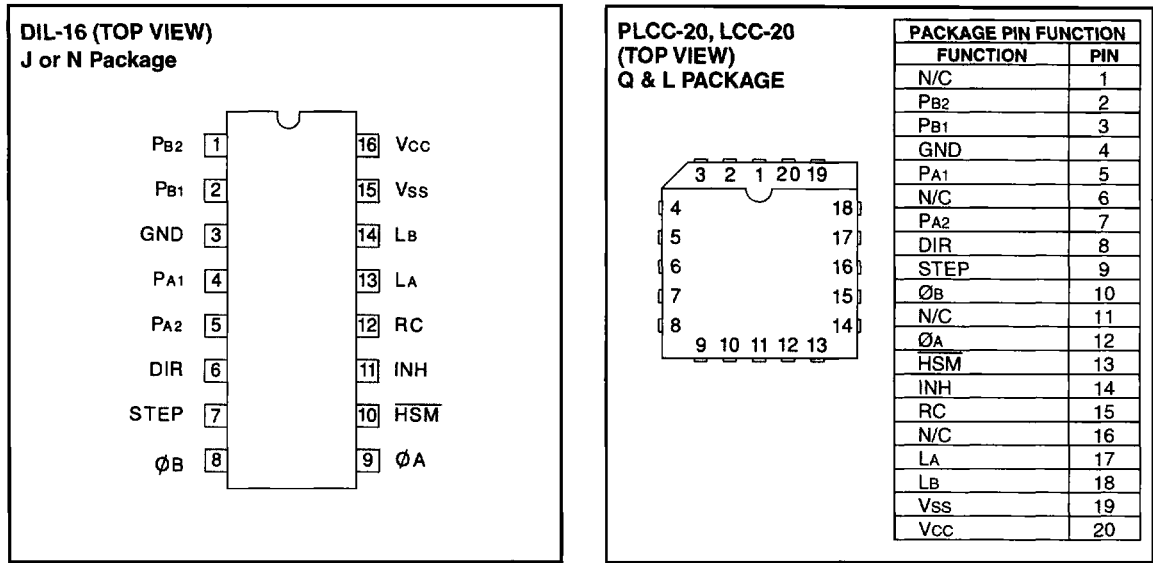 DIL-16 (TOP VIEW)
J or N Package
PB2 1 16 Vcc
PB1 2 15 Vss
GND 3 14 LB
PA1 4 13 LA
PA2 5 12 RC
DIR 6 11 INH
STEP 7 10 H̅S̅M̅
ØB 8 9 ØA
PLCC-20, LCC-20
(TOP VIEW)
Q & L PACKAGE
3 2 1 20 19
4 18
5 17
6 16
7 15
8 14
9 10 11 12 13
PACKAGE PIN FUNCTION
FUNCTION PIN
N/C 1
PB2 2
PB1 3
GND 4
PA1 5
N/C 6
PA2 7
DIR 8
STEP 9
ØB 10
N/C 11
ØA 12
H̅S̅M̅ 13
INH 14
RC 15
N/C 16
LA 17
LB 18
Vss 19
Vcc 20